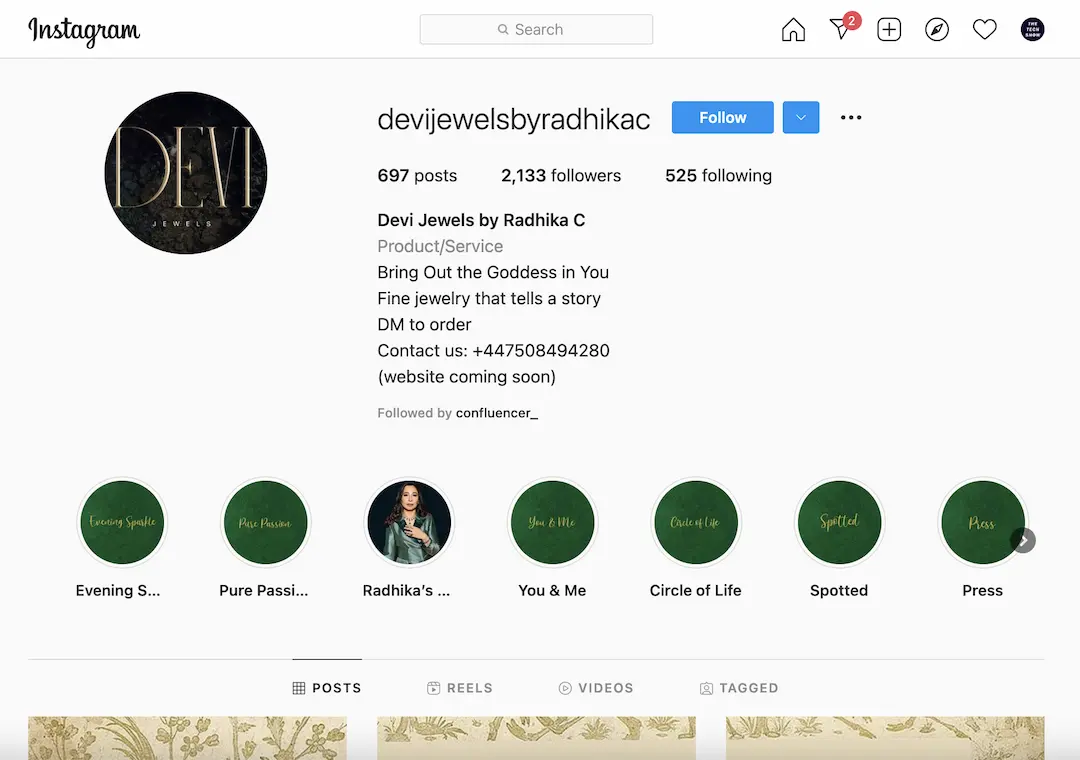 Instagram
Search
2
THE
TECH
SHOW
DEVI
JEWELS
devijewelsbyradhikac
Follow
697 posts 2,133 followers 525 following
Devi Jewels by Radhika C
Product/Service
Bring Out the Goddess in You
Fine jewelry that tells a story
DM to order
Contact us: +447508494280
(website coming soon)
Followed by confluencer_
Evening Sparkle
Pure Passion
You & Me
Circle of Life
Spotted
Press
Evening S...
Pure Passi...
Radhika’s ...
You & Me
Circle of Life
Spotted
Press
POSTS
REELS
VIDEOS
TAGGED